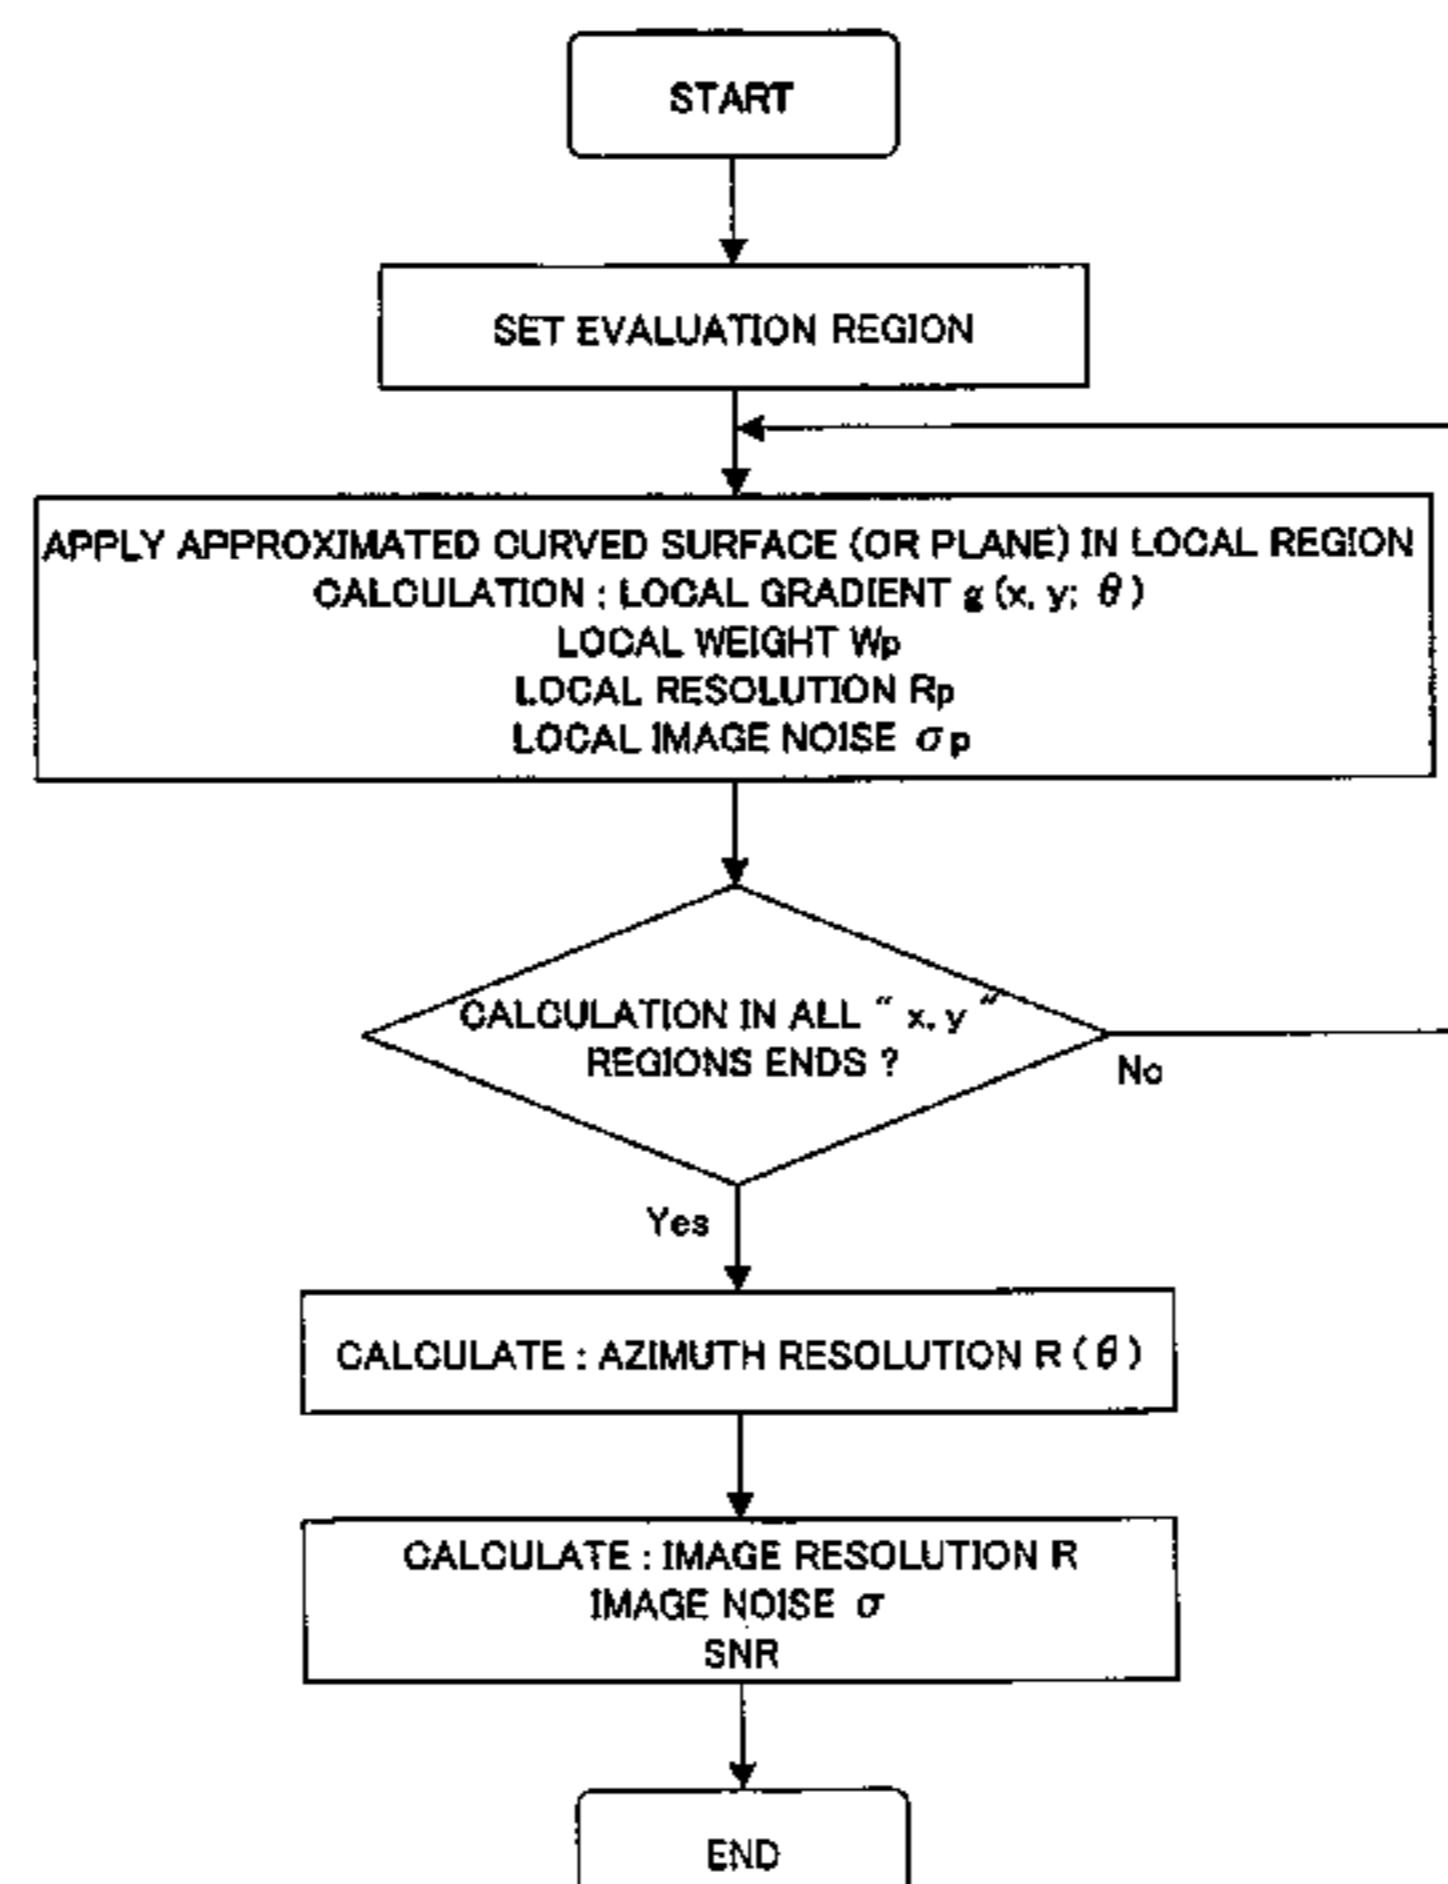 START
SET EVALUATION REGION
APPLY APPROXIMATED CURVED SURFACE (OR PLANE) IN LOCAL REGION
CALCULATION : LOCAL GRADIENT g (x, y; θ)
LOCAL WEIGHT Wp
LOCAL RESOLUTION Rp
LOCAL IMAGE NOISE σp
CALCULATION IN ALL “ x, y ”
REGIONS ENDS ?
No
Yes
CALCULATE : AZIMUTH RESOLUTION R (θ)
CALCULATE : IMAGE RESOLUTION R
IMAGE NOISE σ
SNR
END